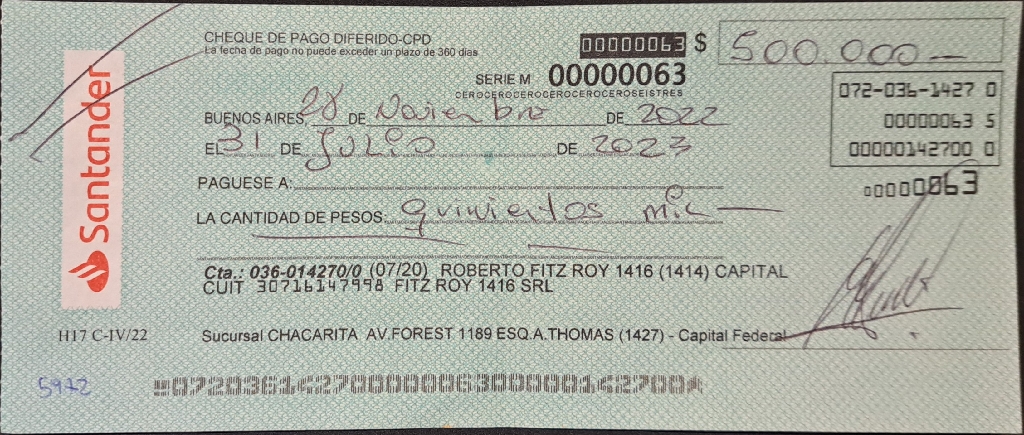 Santander
CHEQUE DE PAGO DIFERIDO-CPD
La fecha de pago no puede exceder un plazo de 360 días
00000063 $ 500.000—
SERIE M 00000063
CEROCEROCEROCEROCEROCEROSEISTRES
072-036-1427 0
00000063 5
00000142700 0
00000063
BUENOS AIRES, 28 DE Noviembre DE 2022
EL 31 DE JULIO DE 2023
PAGUESE A:
LA CANTIDAD DE PESOS: quinientos mil —
Cta.: 036-014270/0 (07/20) ROBERTO FITZ ROY 1416 (1414) CAPITAL
CUIT 30716147998 FITZ ROY 1416 SRL
H17 C-IV/22
Sucursal CHACARITA AV.FOREST 1189 ESQ.A.THOMAS (1427) - Capital Federal
5972
07203614270000006300000142700